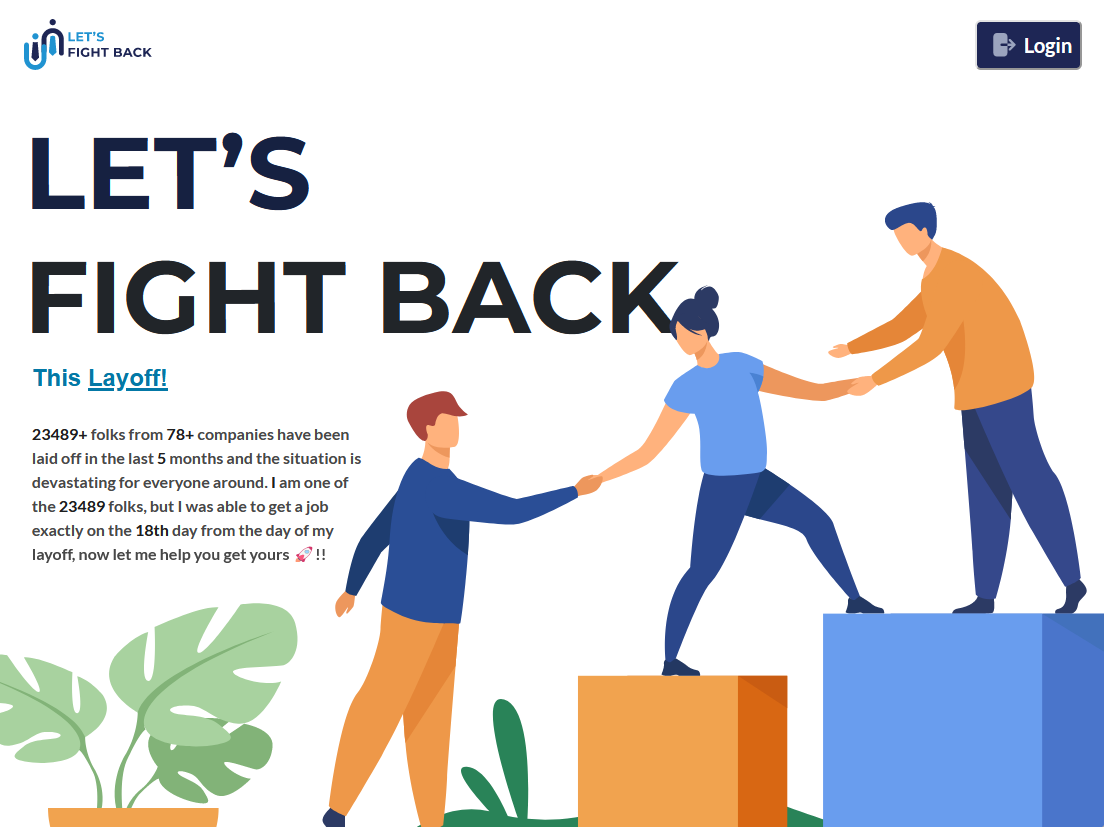 LET'S
FIGHT BACK
Login
LET’S
FIGHT BACK
This Layoff!
23489+ folks from 78+ companies have been
laid off in the last 5 months and the situation is
devastating for everyone around. I am one of
the 23489 folks, but I was able to get a job
exactly on the 18th day from the day of my
layoff, now let me help you get yours 🚀 !!